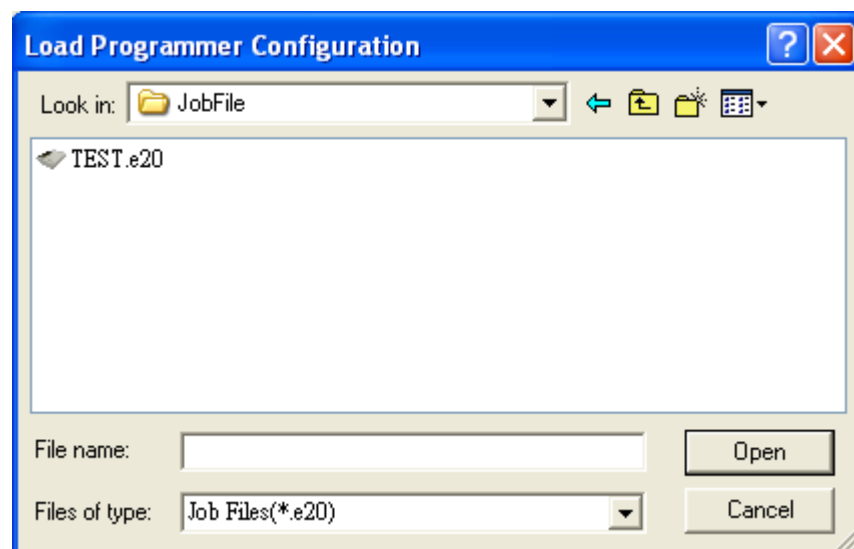 Load Programmer Configuration
Look in: JobFile
TEST.e20
File name:
Open
Files of type: Job Files(*.e20)
Cancel